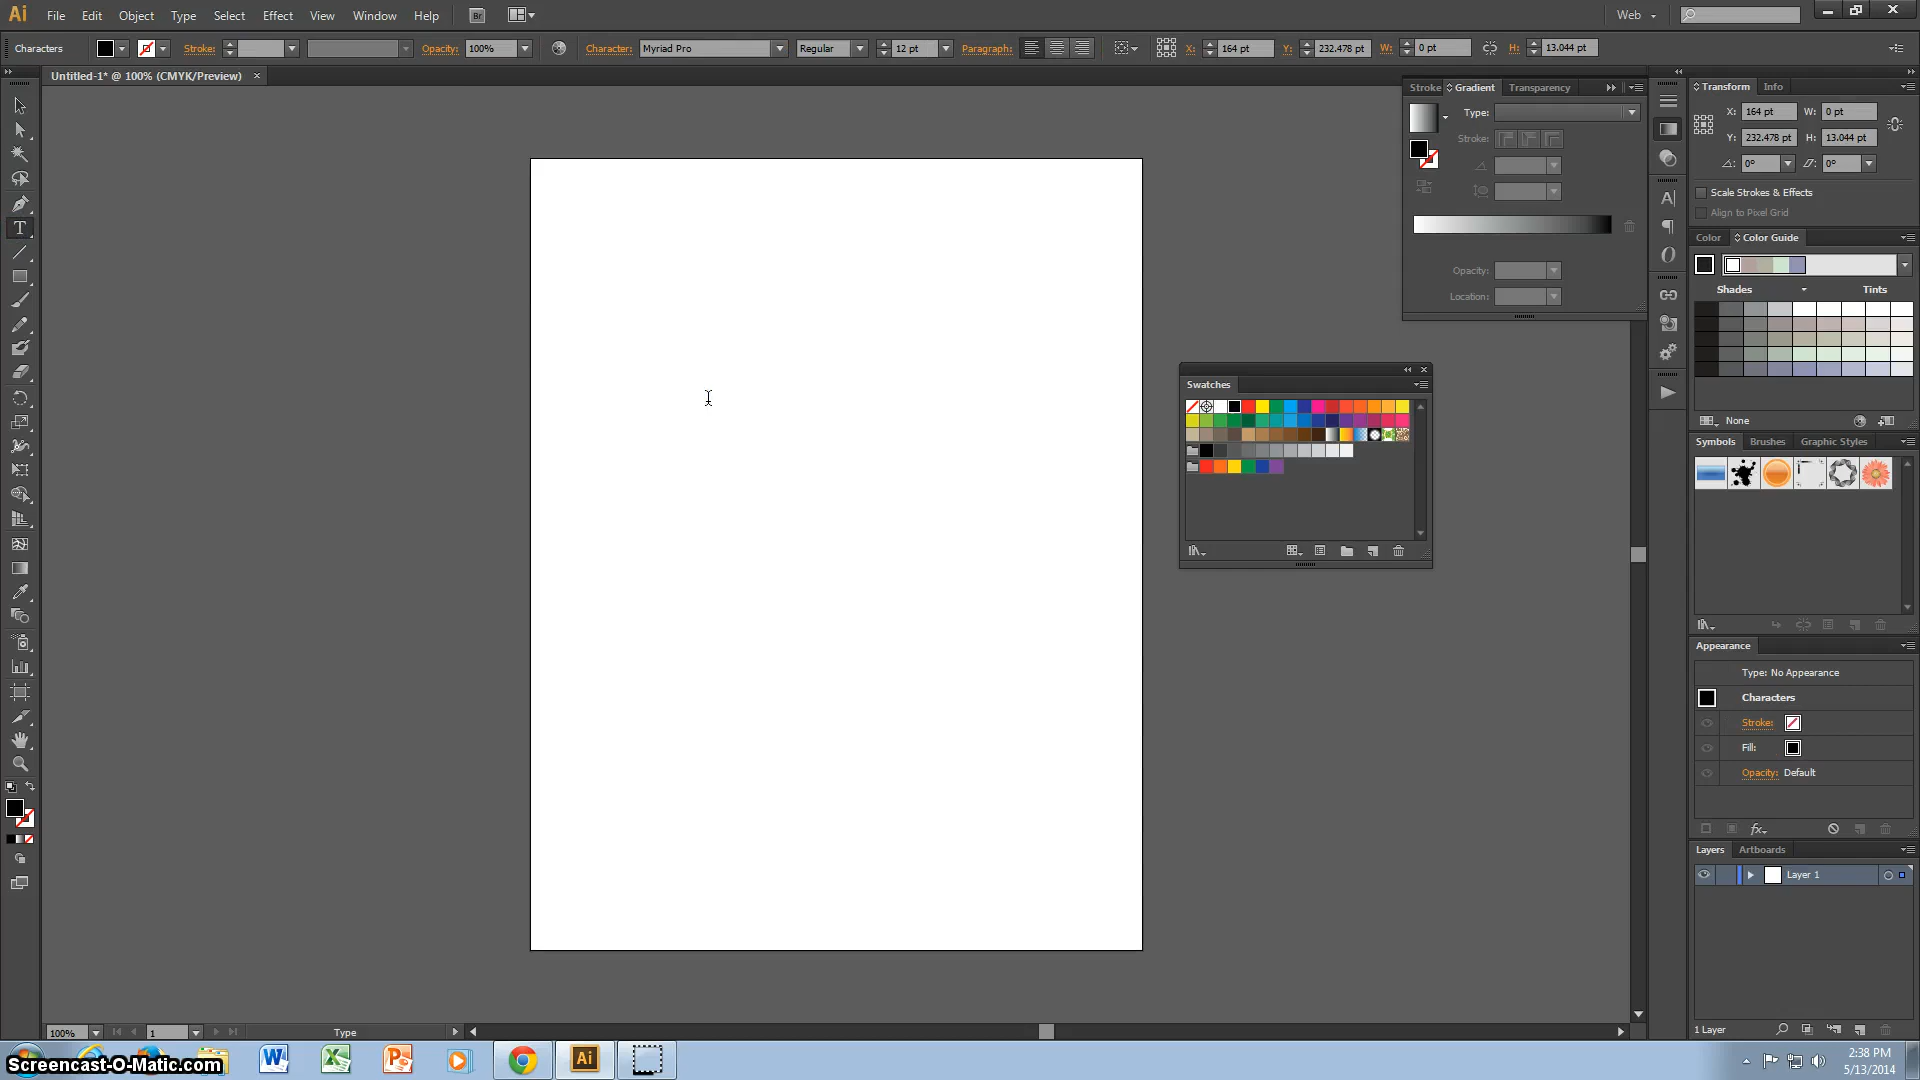 Ai File Edit Object Type Select Effect View Window Help Br Web
Characters Stroke: Opacity: 100% Character: Myriad Pro Regular 12 pt Paragraph: X: 164 pt Y: 232.478 pt W: 0 pt H: 13.044 pt
Untitled-1* @ 100% (CMYK/Preview)
Stroke Gradient Transparency
Type:
Stroke:
Opacity:
Location:
Swatches
Transform Info
X: 164 pt W: 0 pt
Y: 232.478 pt H: 13.044 pt
0° 0°
Scale Strokes & Effects
Align to Pixel Grid
Color Color Guide
Shades Tints
None
Symbols Brushes Graphic Styles
Appearance
Type: No Appearance
Characters
Stroke:
Fill:
Opacity: Default
fx
Layers Artboards
Layer 1
1 Layer
100% 1 Type
Screencast-O-Matic.com
Ai
2:38 PM
5/13/2014